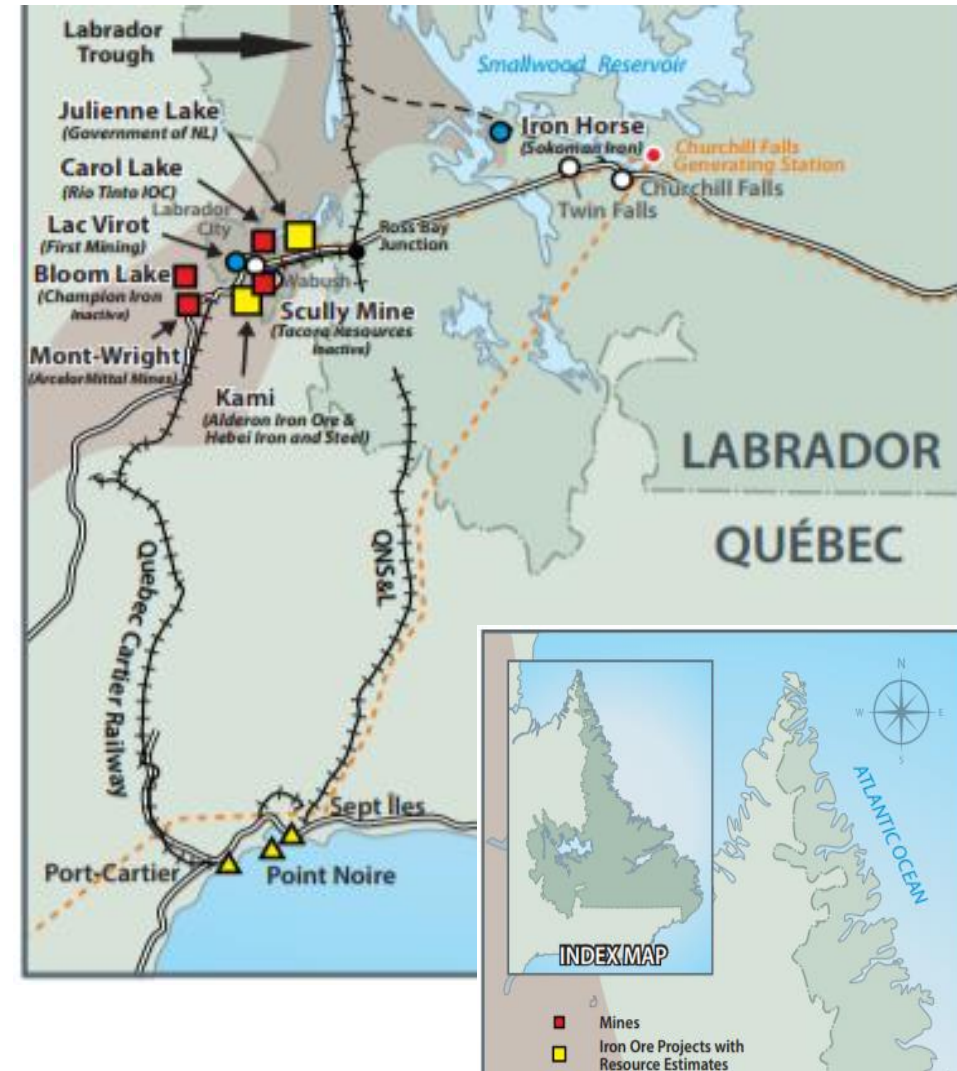 Labrador
Trough
Smallwood Reservoir
Julienne Lake
(Government of NL)
Iron Horse
(Sokoman Iron)
Churchill Falls
Generating Station
Carol Lake
(Rio Tinto IOC)
Churchill Falls
Twin Falls
Labrador
City
Lac Virot
(First Mining)
Ross Bay
Junction
Bloom Lake
(Champion Iron
Inactive)
Wabush
Scully Mine
(Tacora Resources
Inactive)
Mont-Wright
(ArcelorMittal Mines)
Kami
(Alderon Iron Ore &
Hebei Iron and Steel)
LABRADOR
QUÉBEC
Quebec Cartier Railway
QNS&L
Sept Îles
Port-Cartier
Point Noire
N
W
E
S
ATLANTIC OCEAN
INDEX MAP
Mines
Iron Ore Projects with
Resource Estimates